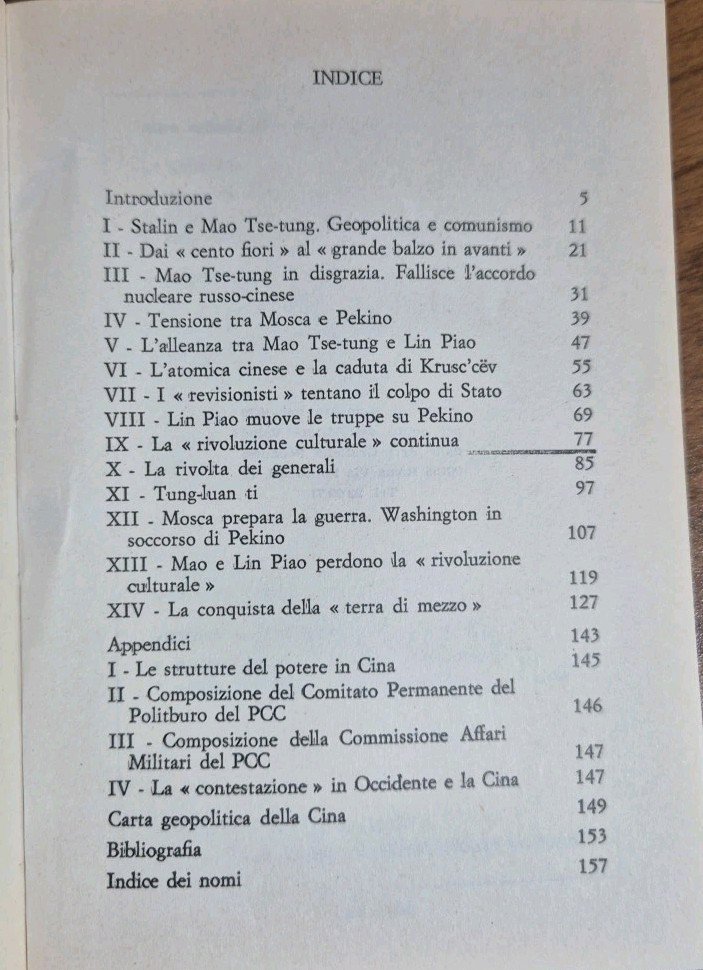 INDICE
Introduzione 5
I - Stalin e Mao Tse-tung. Geopolitica e comunismo 11
II - Dai « cento fiori » al « grande balzo in avanti » 21
III - Mao Tse-tung in disgrazia. Fallisce l'accordo
nucleare russo-cinese 31
IV - Tensione tra Mosca e Pekino 39
V - L'alleanza tra Mao Tse-tung e Lin Piao 47
VI - L'atomica cinese e la caduta di Krusc'cëv 55
VII - I « revisionisti » tentano il colpo di Stato 63
VIII - Lin Piao muove le truppe su Pekino 69
IX - La « rivoluzione culturale » continua 77
X - La rivolta dei generali 85
XI - Tung-luan ti 97
XII - Mosca prepara la guerra. Washington in
soccorso di Pekino 107
XIII - Mao e Lin Piao perdono la « rivoluzione
culturale » 119
XIV - La conquista della « terra di mezzo » 127
Appendici 143
I - Le strutture del potere in Cina 145
II - Composizione del Comitato Permanente del
Politburo del PCC 146
III - Composizione della Commissione Affari
Militari del PCC 147
IV - La « contestazione » in Occidente e la Cina 147
Carta geopolitica della Cina 149
Bibliografia 153
Indice dei nomi 157